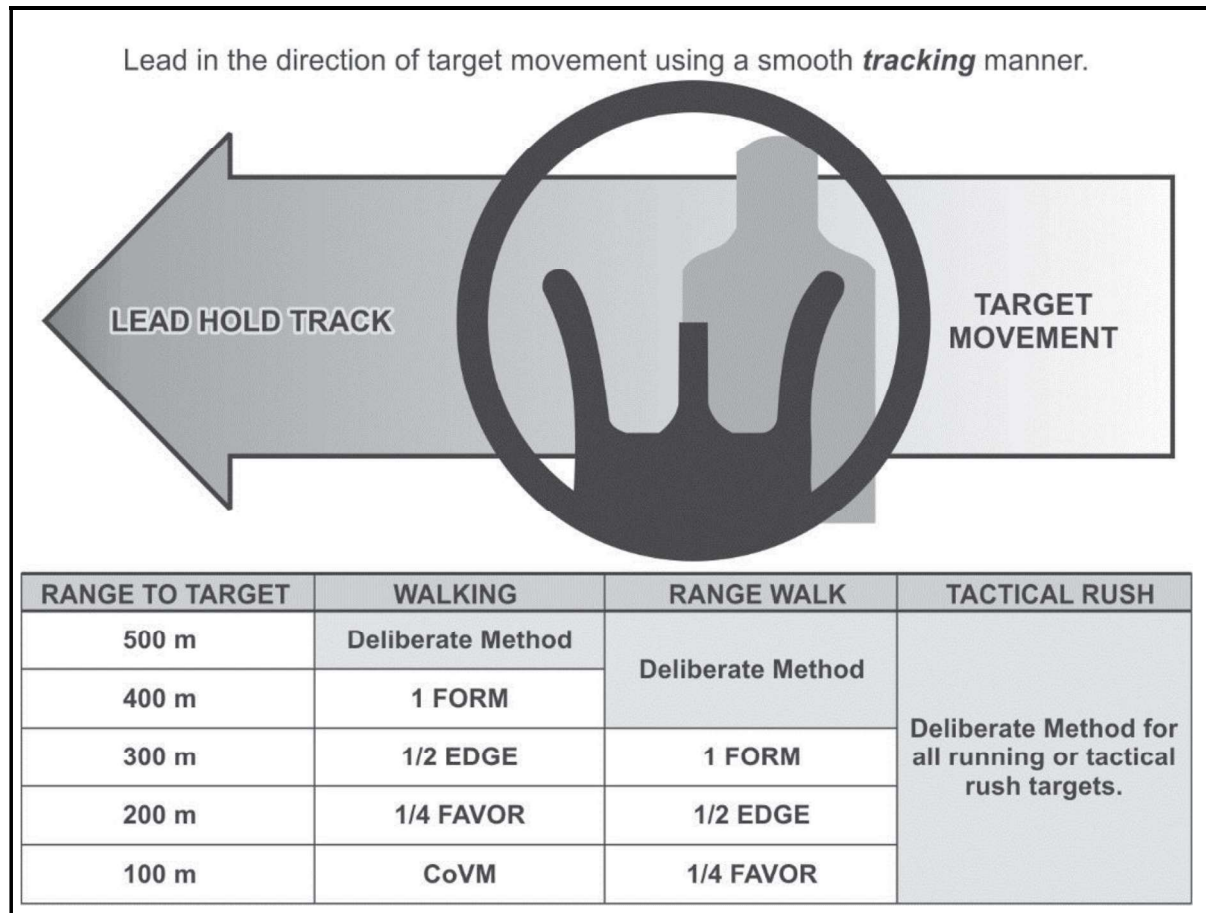 Lead in the direction of target movement using a smooth tracking manner.
LEAD HOLD TRACK
TARGET
MOVEMENT
RANGE TO TARGET WALKING RANGE WALK TACTICAL RUSH
500 m Deliberate Method
Deliberate Method
400 m 1 FORM
Deliberate Method for
all running or tactical
rush targets.
300 m 1/2 EDGE 1 FORM
200 m 1/4 FAVOR 1/2 EDGE
100 m CoVM 1/4 FAVOR